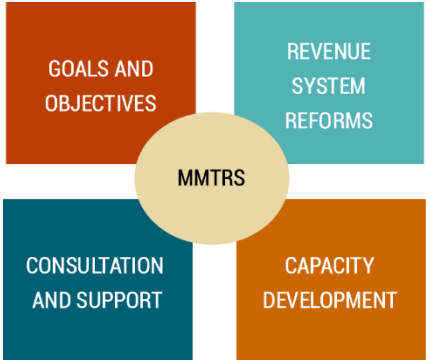 GOALS AND
OBJECTIVES
REVENUE
SYSTEM
REFORMS
MMTRS
CONSULTATION
AND SUPPORT
CAPACITY
DEVELOPMENT